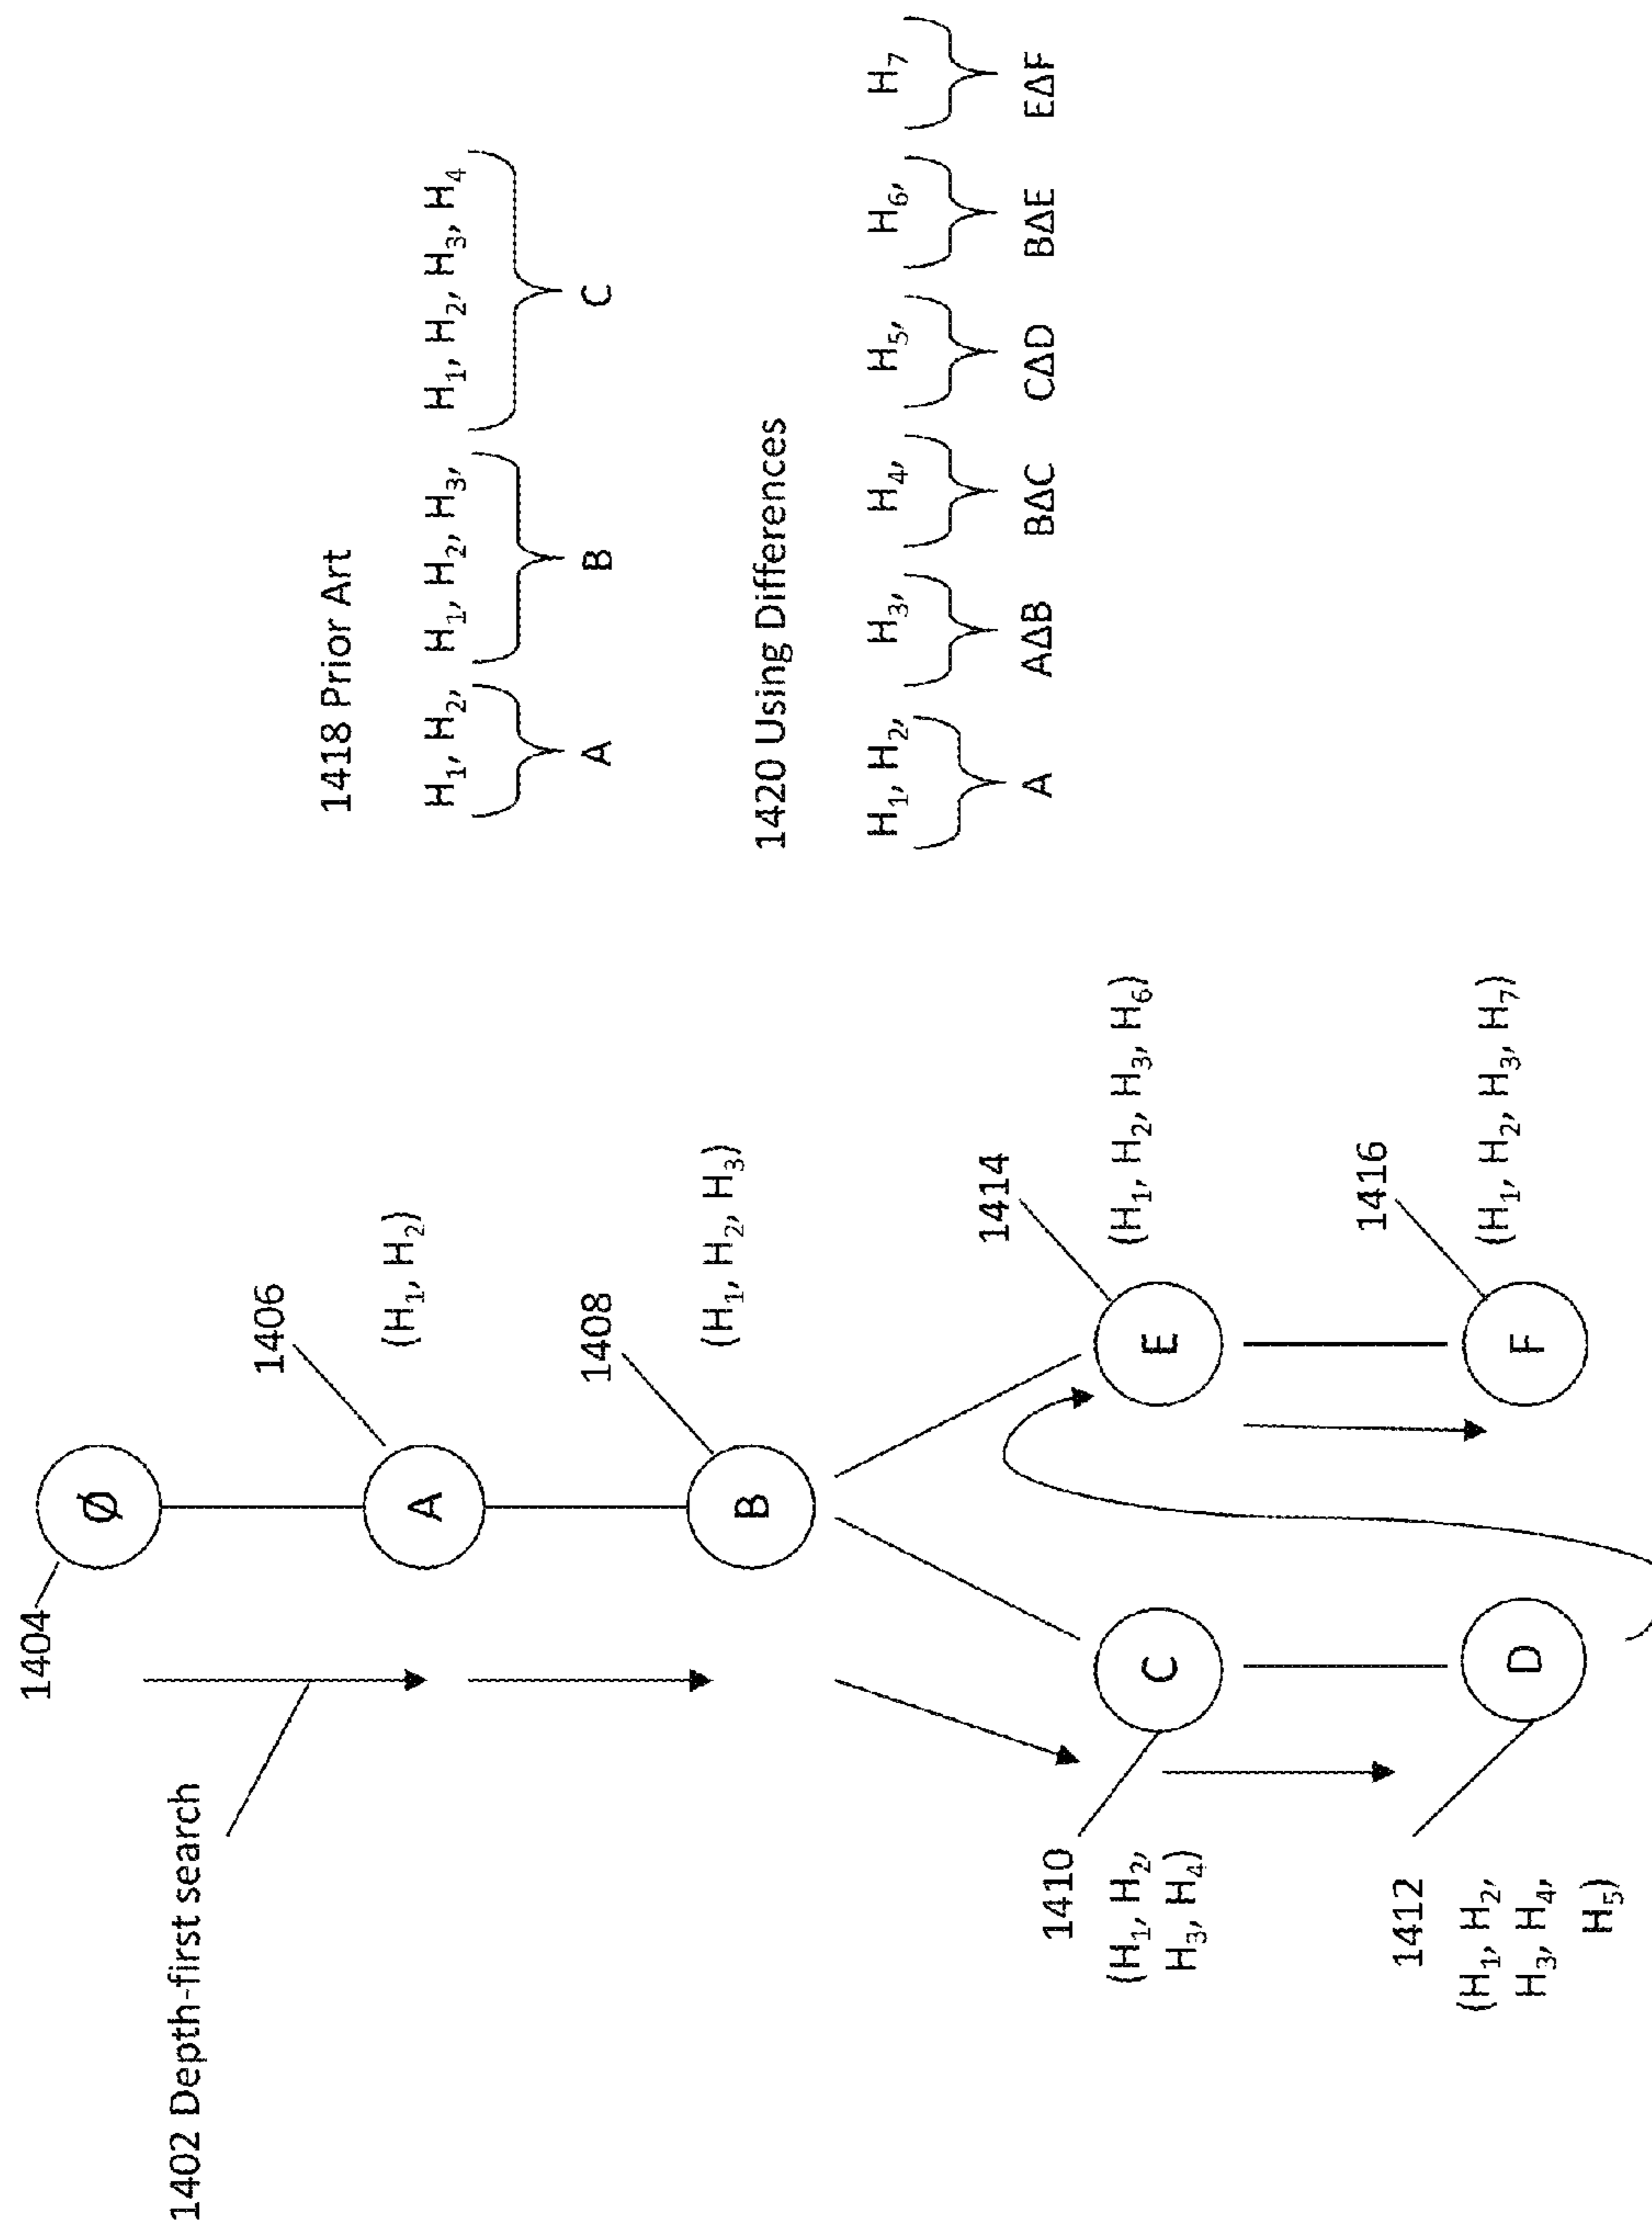 1402 Depth-first search
1404
Ø
1406
A
(H₁, H₂)
1408
B
(H₁, H₂, H₃)
1410
(H₁, H₂,
H₃, H₄)
C
1414
E
(H₁, H₂, H₃, H₆)
1412
(H₁, H₂,
H₃, H₄,
H₅)
D
1416
F
(H₁, H₂, H₃, H₇)
1418 Prior Art
H₁, H₂, H₁, H₂, H₃, H₁, H₂, H₃, H₄
A B C
1420 Using Differences
H₁, H₂, H₃, H₄, H₅, H₆, H₇
A AΔB BΔC CΔD BΔE EΔF